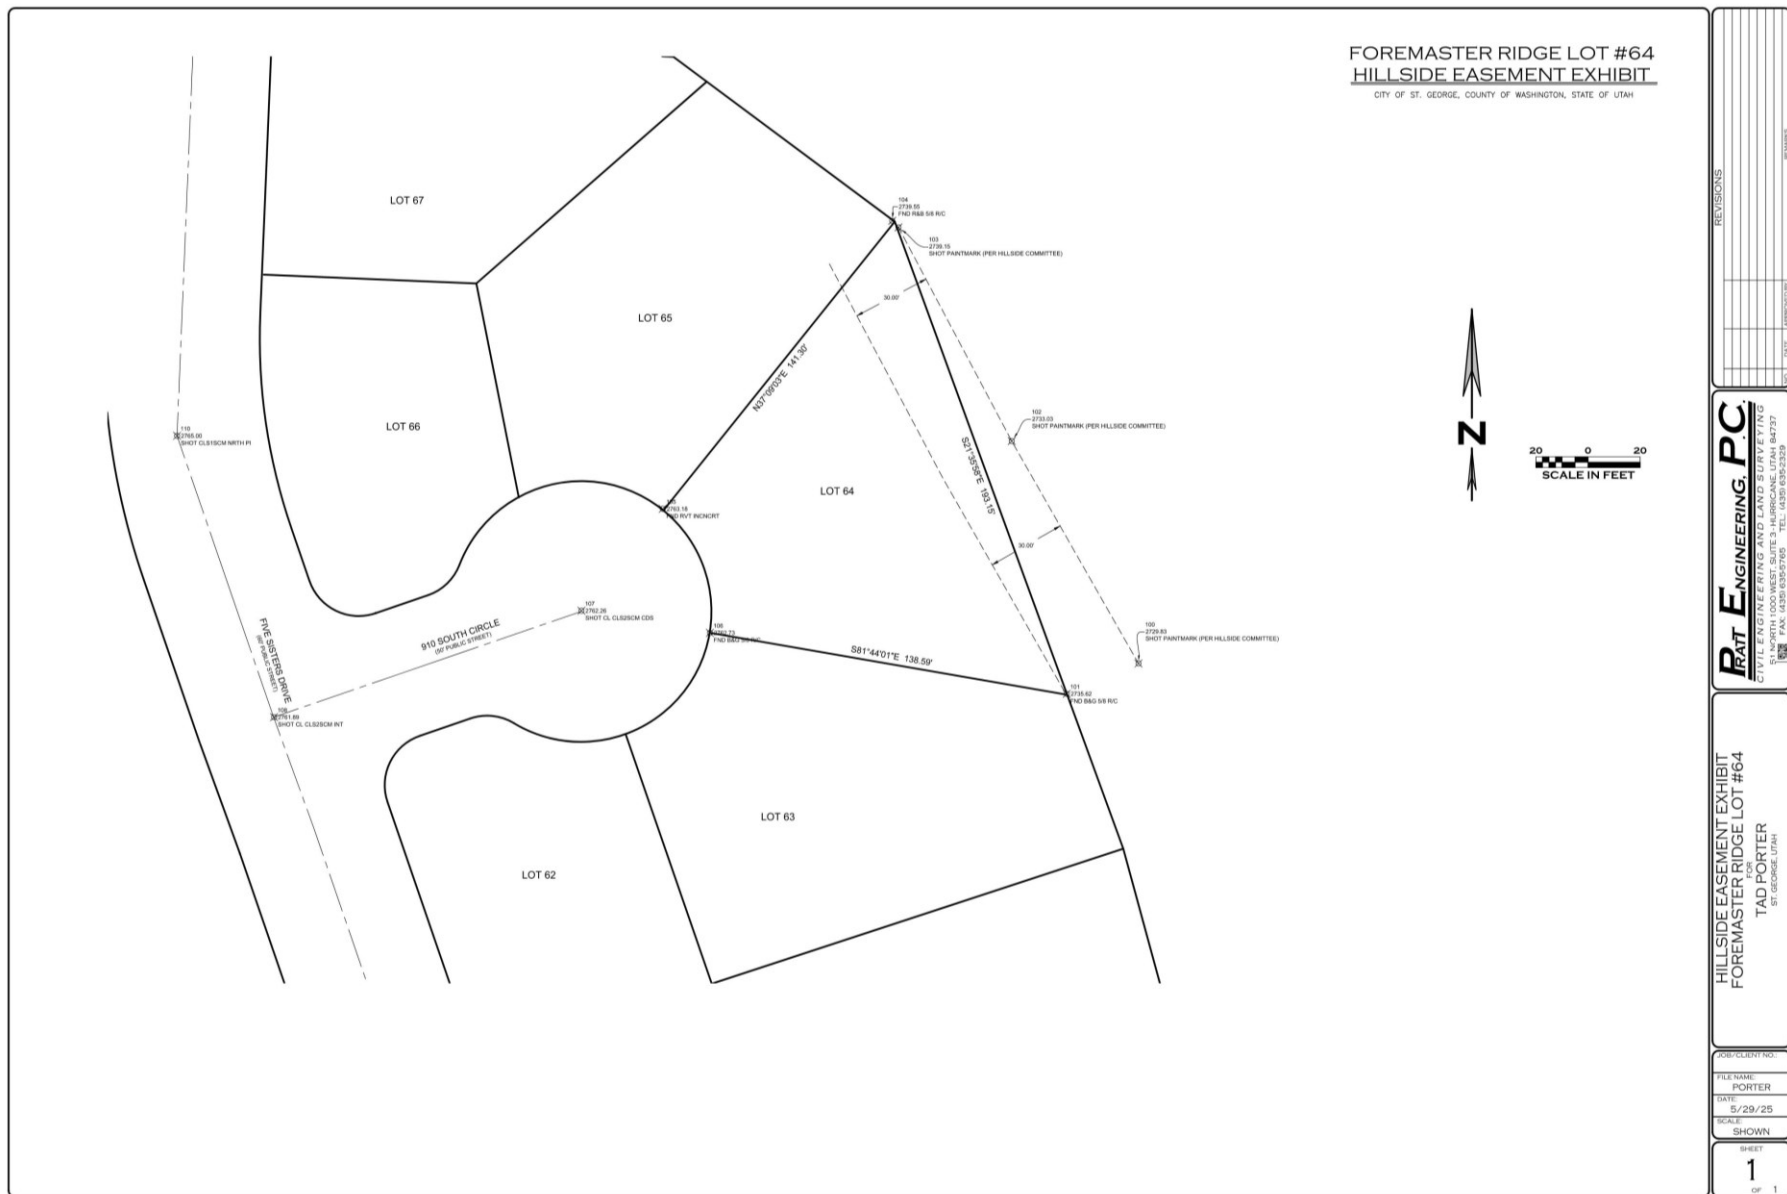 FOREMASTER RIDGE LOT #64
HILLSIDE EASEMENT EXHIBIT
CITY OF ST. GEORGE, COUNTY OF WASHINGTON, STATE OF UTAH
LOT 67
104
2739.55
FND R&B 5/8 R/C
103
2739.15
SHOT PAINTMARK (PER HILLSIDE COMMITTEE)
30.00'
LOT 65
N37°09'03"E 141.30'
LOT 66
110
2765.00
SHOT CLS1SCM NRTH PI
102
2733.03
SHOT PAINTMARK (PER HILLSIDE COMMITTEE)
S21°35'58"E 193.15'
LOT 64
105
2763.18
FND RVT INCNCRT
30.00'
107
2762.28
SHOT CL CLS2SCM CDS
106
2762.73
FND B&G 5/8 R/C
100
2729.83
SHOT PAINTMARK (PER HILLSIDE COMMITTEE)
910 SOUTH CIRCLE
(50' PUBLIC STREET)
FIVE SISTERS DRIVE
PUBLIC STREET)
S81°44'01"E 138.59'
101
2735.62
FND B&G 5/8 R/C
2761.89
SHOT CL CLS2SCM INT
LOT 63
LOT 62
N
20 0 20
SCALE IN FEET
REVISIONS
PRATT ENGINEERING, P.C.
CIVIL ENGINEERING AND LAND SURVEYING
51 NORTH 1000 WEST, SUITE 3 - HURRICANE, UTAH 84737
FAX: (435) 635-5765 TEL: (435) 635-2329
HILLSIDE EASEMENT EXHIBIT
FOREMASTER RIDGE LOT #64
FOR
TAD PORTER
ST. GEORGE, UTAH
JOB/CLIENT NO.:
FILE NAME:
PORTER
DATE:
5/29/25
SCALE:
SHOWN
SHEET
1
OF 1